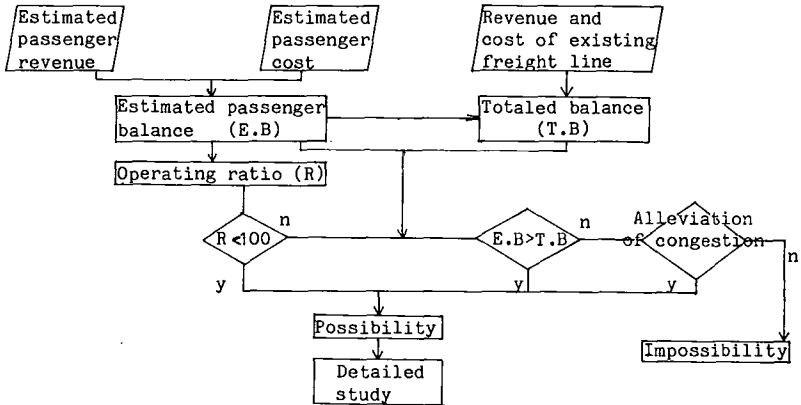 Estimated
passenger
revenue
Estimated
passenger
cost
Revenue and
cost of existing
freight line
Estimated passenger
balance (E.B)
Totaled balance
(T.B)
Operating ratio (R)
R<100
n
E.B>T.B
n
Alleviation
of congestion
n
y
y
y
Possibility
Impossibility
Detailed
study